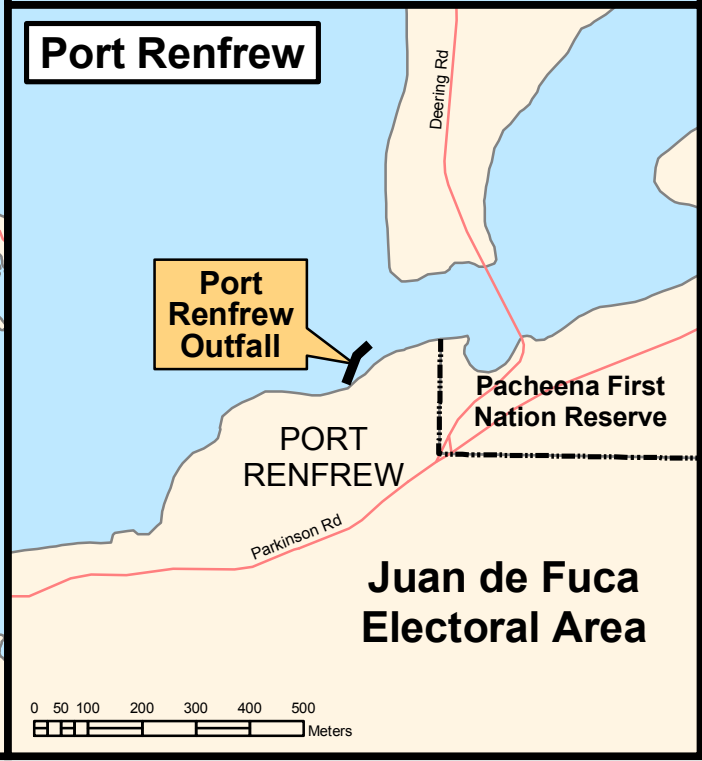 Port Renfrew
Deering Rd
Port
Renfrew
Outfall
Pacheena First
Nation Reserve
PORT
RENFREW
Parkinson Rd
Juan de Fuca
Electoral Area
0 50 100 200 300 400 500
Meters